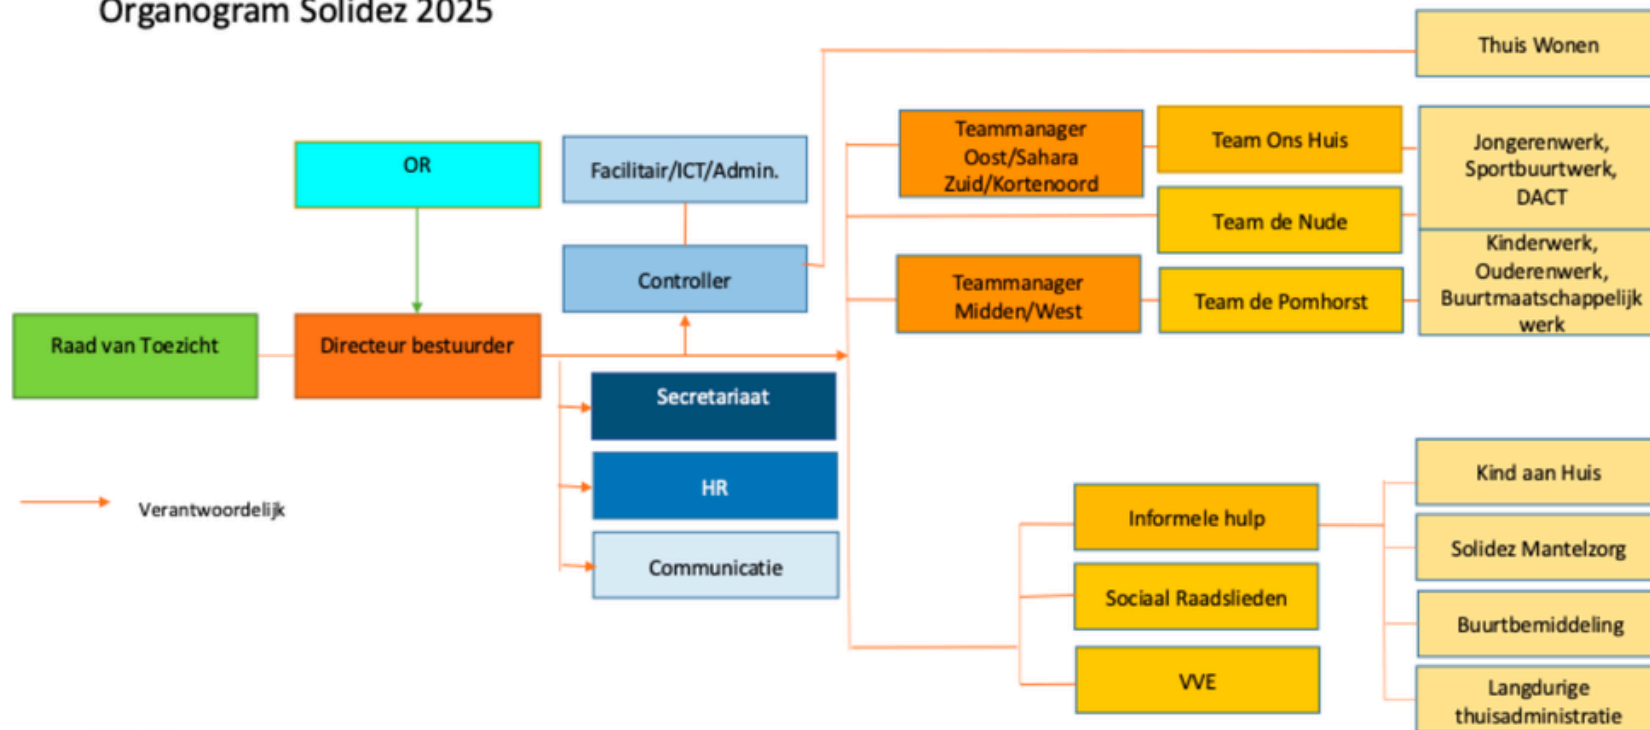 Organogram Solidez 2025
Thuis Wonen
OR
Facilitair/ICT/Admin.
Teammanager
Oost/Sahara
Zuid/Kortenoord
Team Ons Huis
Jongerenwerk,
Sportbuurtwerk,
DACT
Team de Nude
Controller
Teammanager
Midden/West
Team de Pomhorst
Kinderwerk,
Ouderenwerk,
Buurtmaatschappelijk
werk
Raad van Toezicht
Directeur bestuurder
Secretariaat
HR
Communicatie
Verantwoordelijk
Informele hulp
Sociaal Raadslieden
VVE
Kind aan Huis
Solidez Mantelzorg
Buurtbemiddeling
Langdurige
thuisadministratie